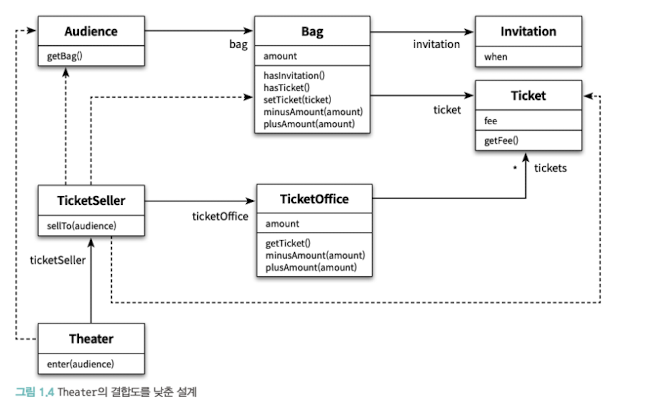 Audience
getBag()
bag
Bag
amount
hasInvitation()
hasTicket()
setTicket(ticket)
minusAmount(amount)
plusAmount(amount)
invitation
Invitation
when
ticket
Ticket
fee
getFee()
* tickets
TicketSeller
sellTo(audience)
ticketOffice
TicketOffice
amount
getTicket()
minusAmount(amount)
plusAmount(amount)
ticketSeller
Theater
enter(audience)
그림 1.4 Theater의 결합도를 낮춘 설계